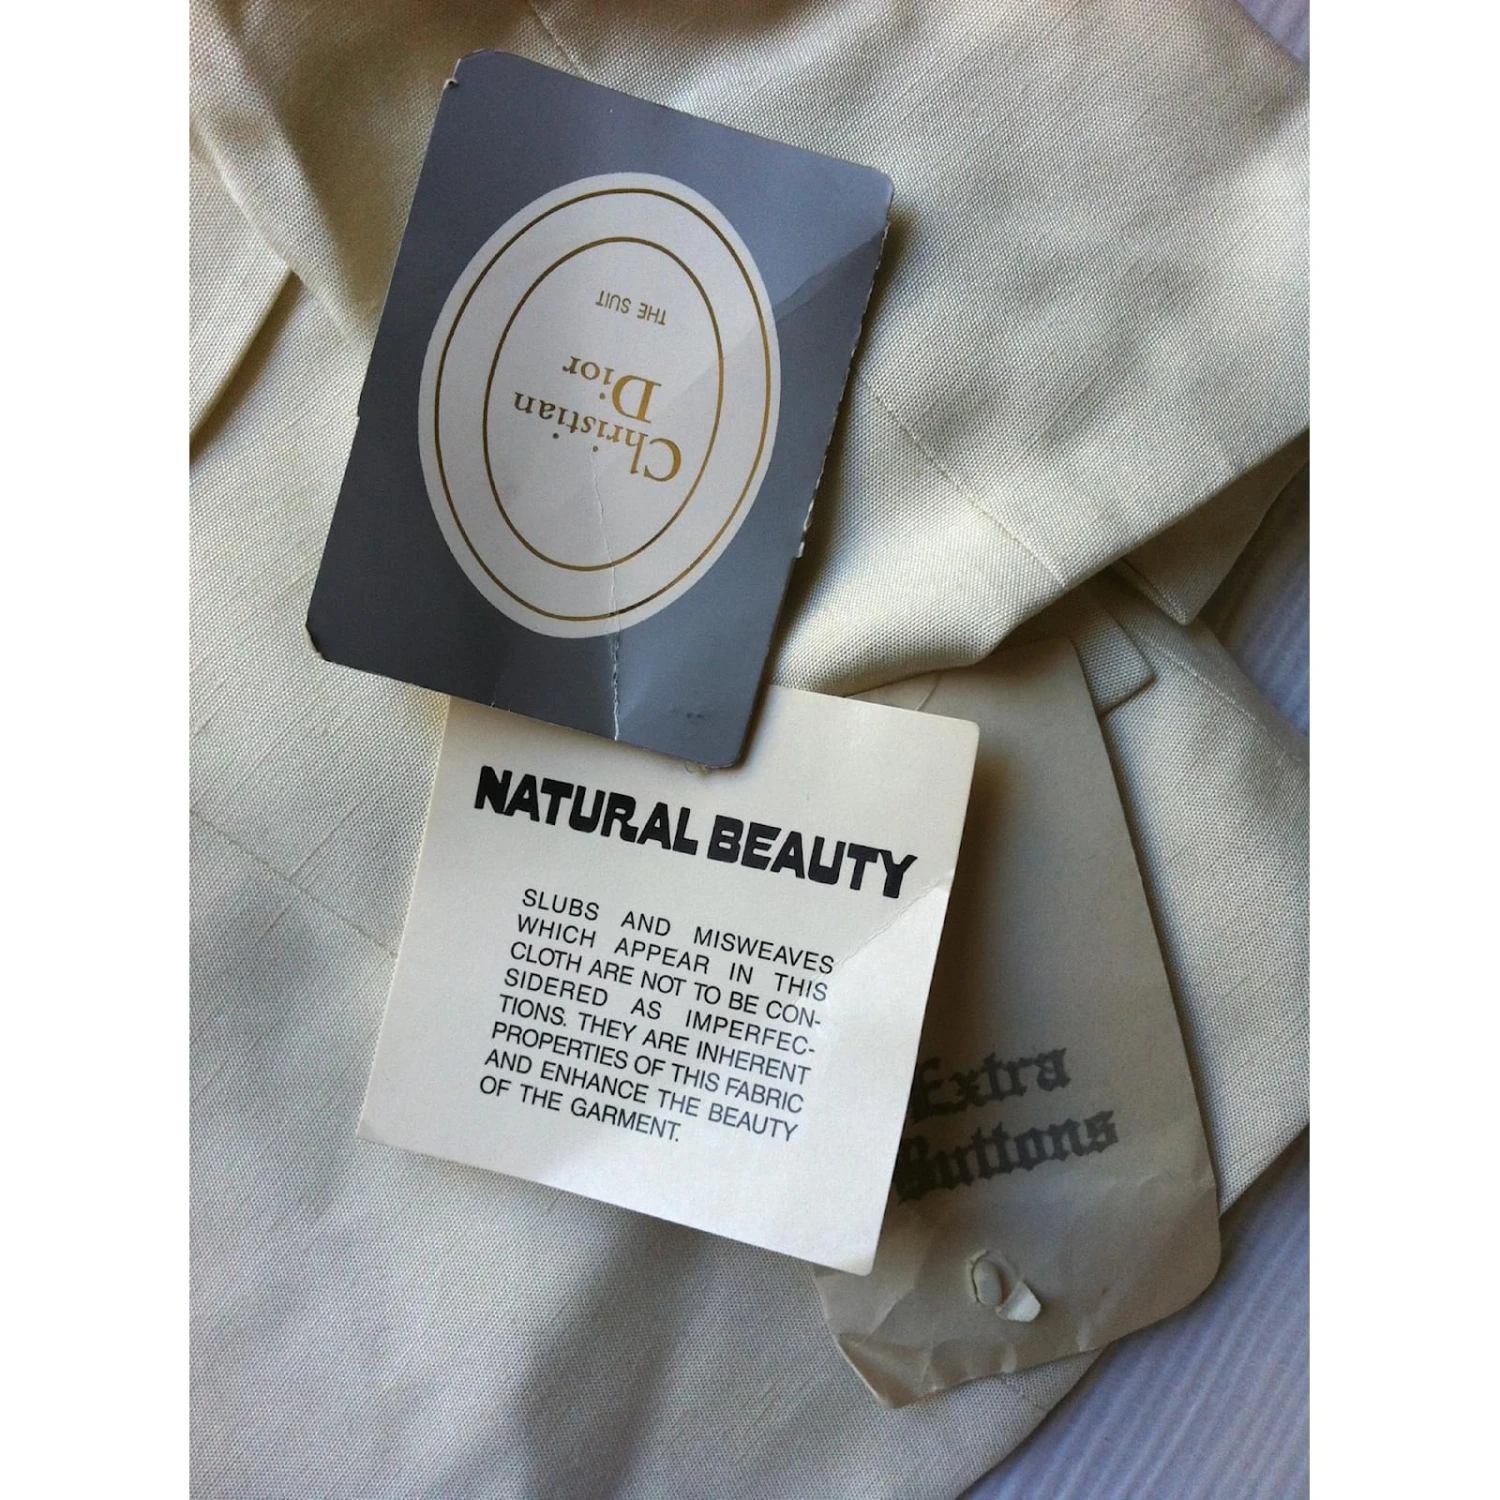 Christian
Dior
THE SUIT
NATURAL BEAUTY
SLUBS AND MISWEAVES
WHICH APPEAR IN THIS
CLOTH ARE NOT TO BE CON-
SIDERED AS IMPERFEC-
TIONS. THEY ARE INHERENT
PROPERTIES OF THIS FABRIC
AND ENHANCE THE BEAUTY
OF THE GARMENT.
Extra
Buttons